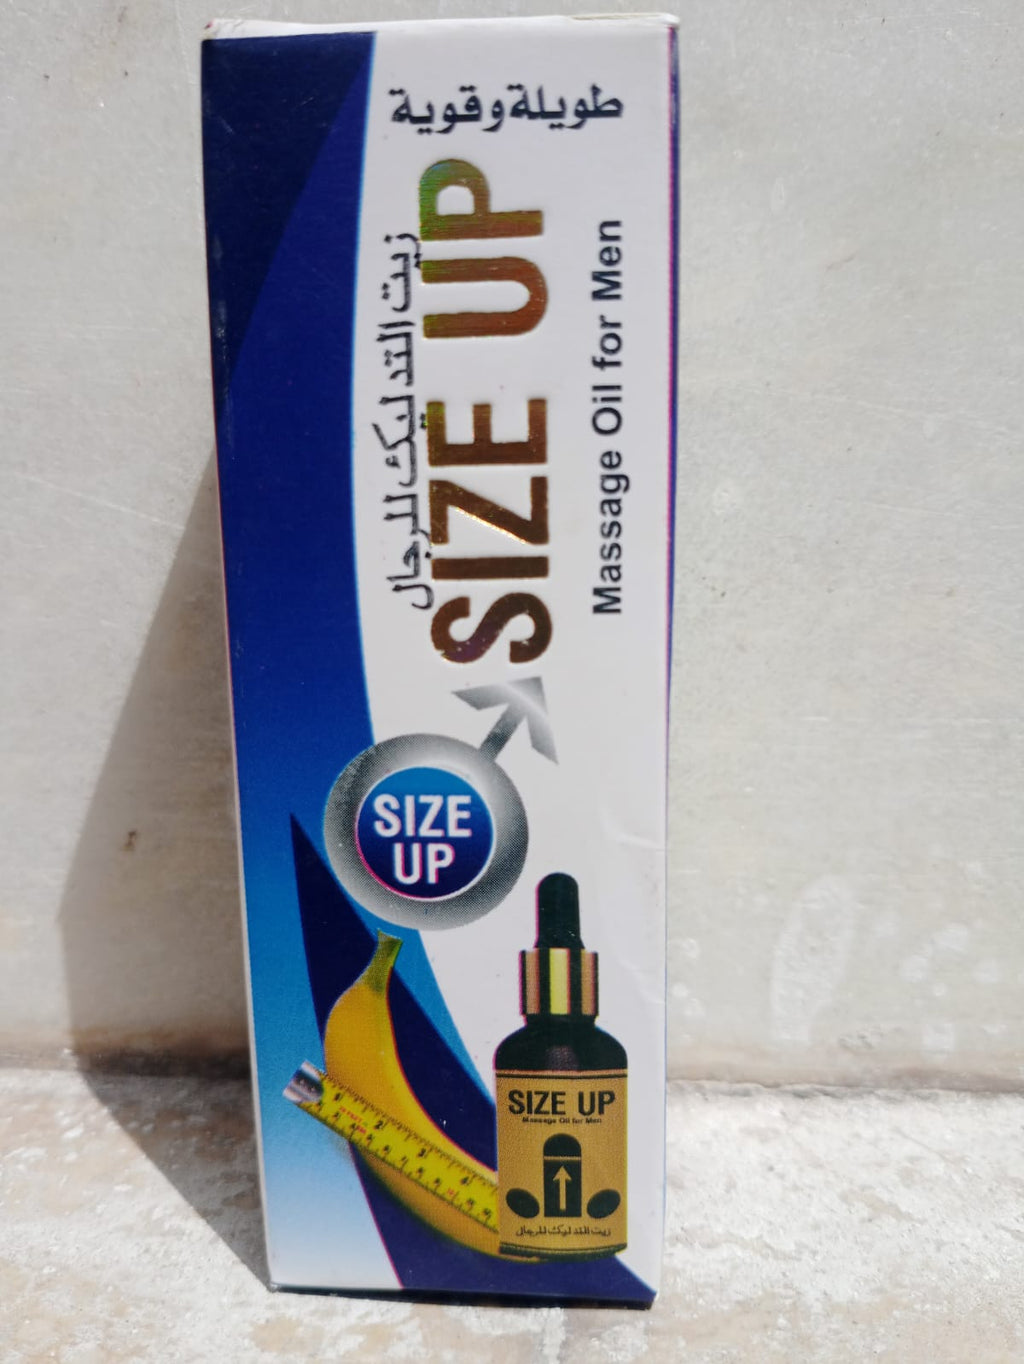 طويلة وقوية
زيت التدليك للرجال
SIZE UP
Massage Oil for Men
SIZE
UP
SIZE UP
Massage Oil for Men
زيت التدليك للرجال